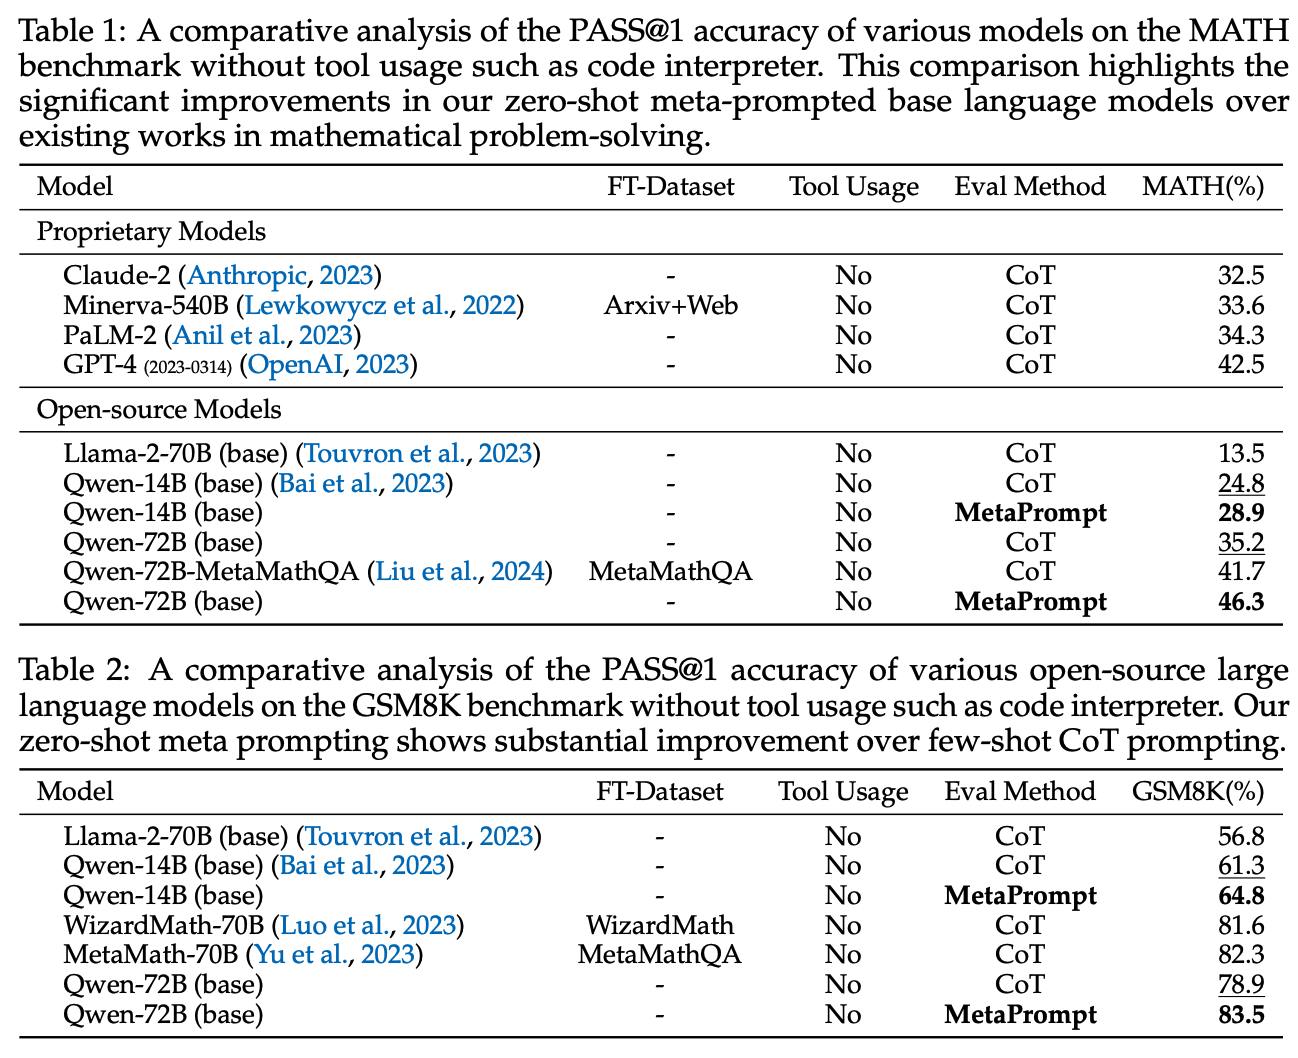 Table 1: A comparative analysis of the PASS@1 accuracy of various models on the MATH
benchmark without tool usage such as code interpreter. This comparison highlights the
significant improvements in our zero-shot meta-prompted base language models over
existing works in mathematical problem-solving.
Model FT-Dataset Tool Usage Eval Method MATH(%)
Proprietary Models
Claude-2 (Anthropic, 2023) - No CoT 32.5
Minerva-540B (Lewkowycz et al., 2022) Arxiv+Web No CoT 33.6
PaLM-2 (Anil et al., 2023) - No CoT 34.3
GPT-4 (2023-0314) (OpenAI, 2023) - No CoT 42.5
Open-source Models
Llama-2-70B (base) (Touvron et al., 2023) - No CoT 13.5
Qwen-14B (base) (Bai et al., 2023) - No CoT 24.8
Qwen-14B (base) - No MetaPrompt 28.9
Qwen-72B (base) - No CoT 35.2
Qwen-72B-MetaMathQA (Liu et al., 2024) MetaMathQA No CoT 41.7
Qwen-72B (base) - No MetaPrompt 46.3
Table 2: A comparative analysis of the PASS@1 accuracy of various open-source large
language models on the GSM8K benchmark without tool usage such as code interpreter. Our
zero-shot meta prompting shows substantial improvement over few-shot CoT prompting.
Model FT-Dataset Tool Usage Eval Method GSM8K(%)
Llama-2-70B (base) (Touvron et al., 2023) - No CoT 56.8
Qwen-14B (base) (Bai et al., 2023) - No CoT 61.3
Qwen-14B (base) - No MetaPrompt 64.8
WizardMath-70B (Luo et al., 2023) WizardMath No CoT 81.6
MetaMath-70B (Yu et al., 2023) MetaMathQA No CoT 82.3
Qwen-72B (base) - No CoT 78.9
Qwen-72B (base) - No MetaPrompt 83.5